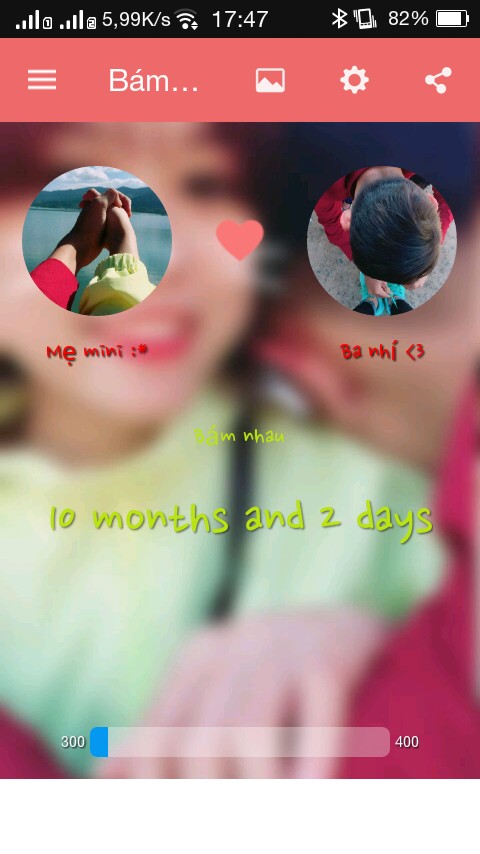 5,99K/s 17:47 82%
Bám...
Mẹ mini :* Ba nhí <3
Bám nhau
10 months and 2 days
300 400